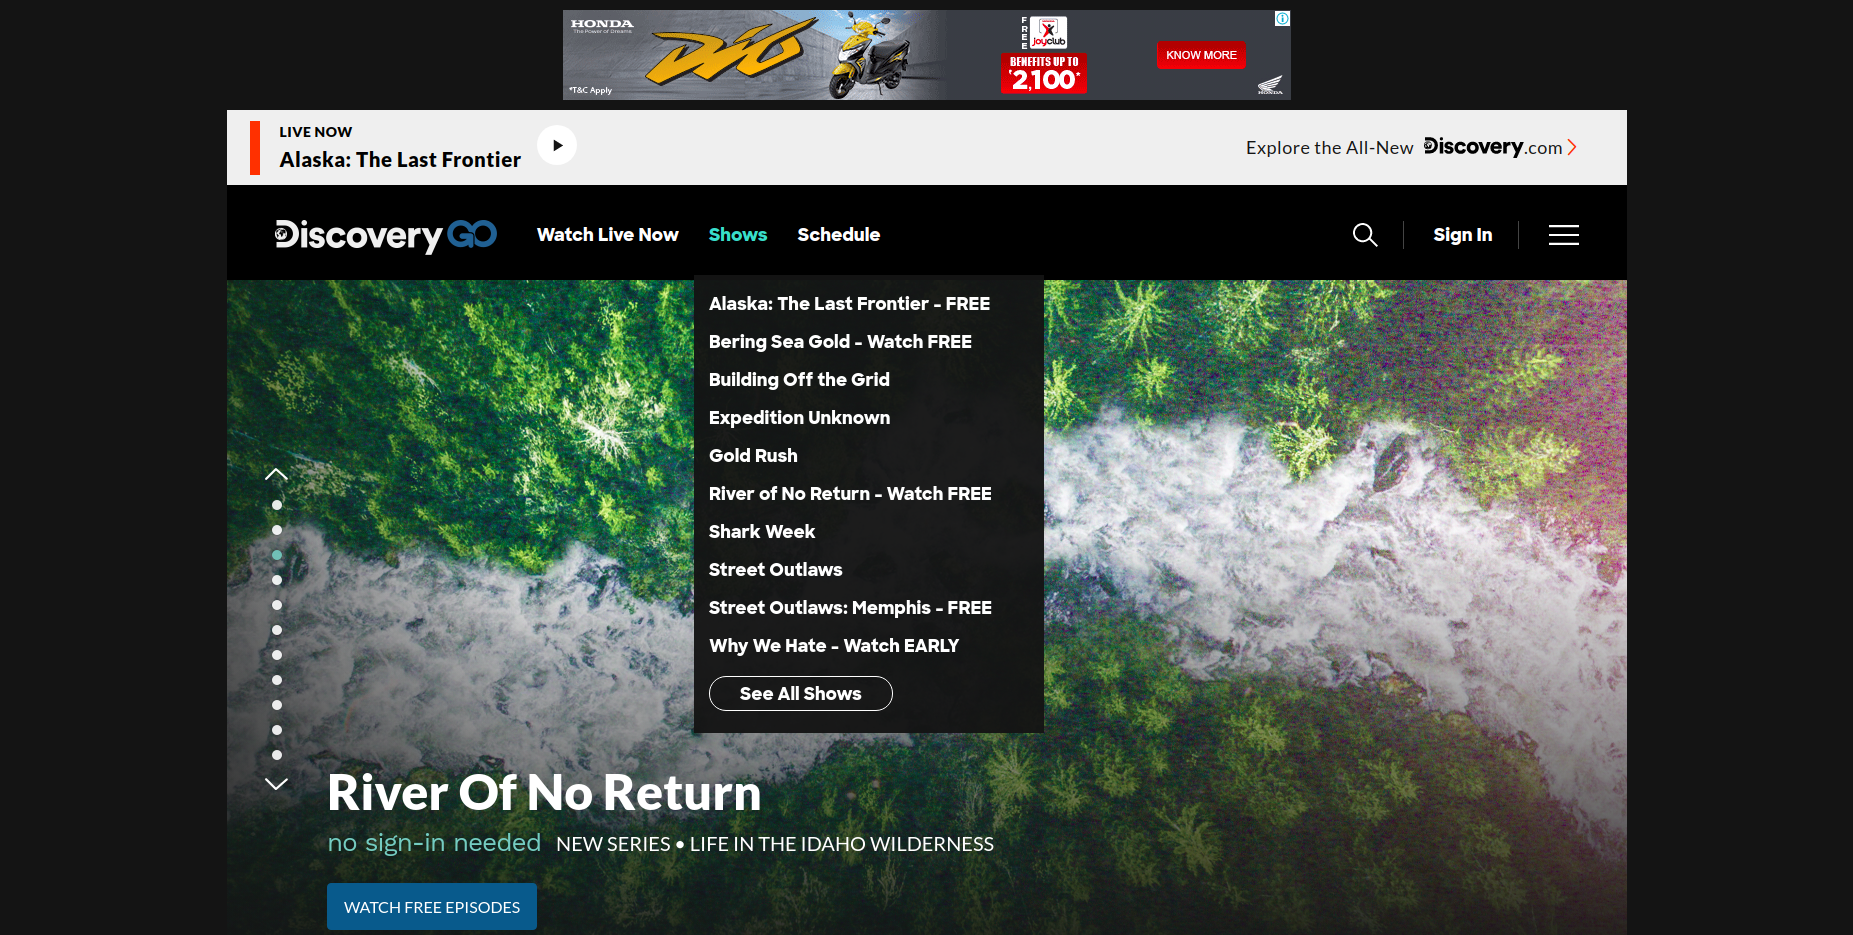 HONDA
The Power of Dreams
Dio
*T&C Apply
FREE
joyclub
BENEFITS UP TO
₹2,100*
KNOW MORE
HONDA
LIVE NOW
Alaska: The Last Frontier
Explore the All-New Discovery.com
Discovery GO
Watch Live Now
Shows
Schedule
Sign In
Alaska: The Last Frontier - FREE
Bering Sea Gold - Watch FREE
Building Off the Grid
Expedition Unknown
Gold Rush
River of No Return - Watch FREE
Shark Week
Street Outlaws
Street Outlaws: Memphis - FREE
Why We Hate - Watch EARLY
See All Shows
River Of No Return
no sign-in needed NEW SERIES • LIFE IN THE IDAHO WILDERNESS
WATCH FREE EPISODES